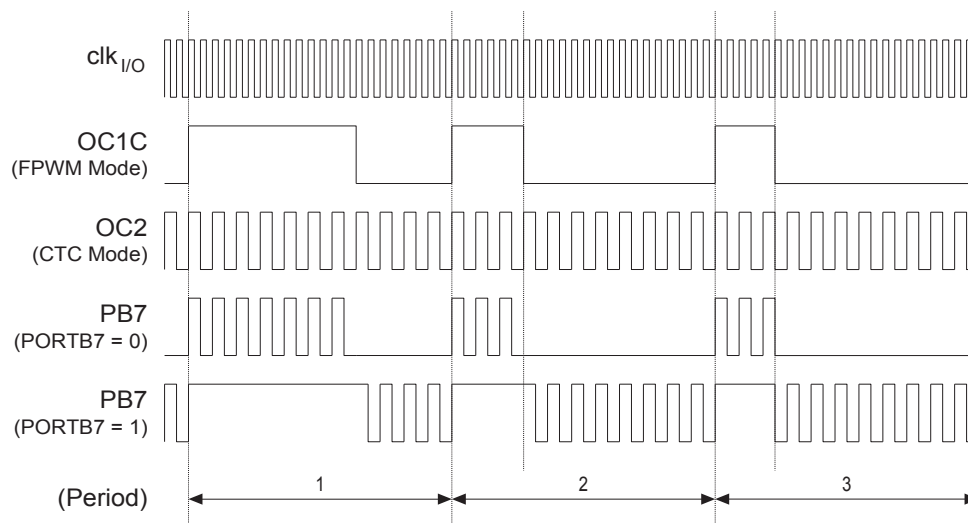 clk I/O
OC1C
(FPWM Mode)
OC2
(CTC Mode)
PB7
(PORTB7 = 0)
PB7
(PORTB7 = 1)
(Period)
1
2
3